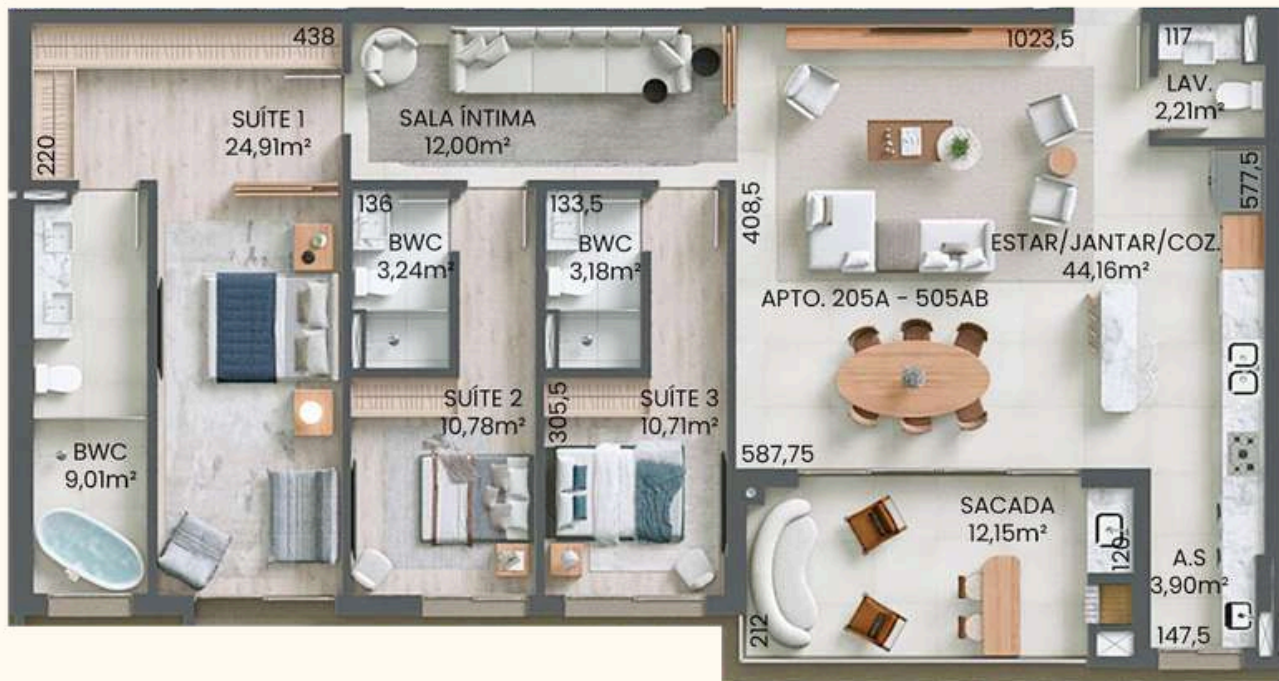 438
1023,5
117
SUÍTE 1
24,91m²
SALA ÍNTIMA
12,00m²
LAV.
2,21m²
220
136
133,5
408,5
577,5
BWC
3,24m²
BWC
3,18m²
ESTAR/JANTAR/COZ.
44,16m²
APTO. 205A - 505AB
SUÍTE 2
10,78m²
305,5
SUÍTE 3
10,71m²
BWC
9,01m²
587,75
SACADA
12,15m²
129
A.S
3,90m²
212
147,5